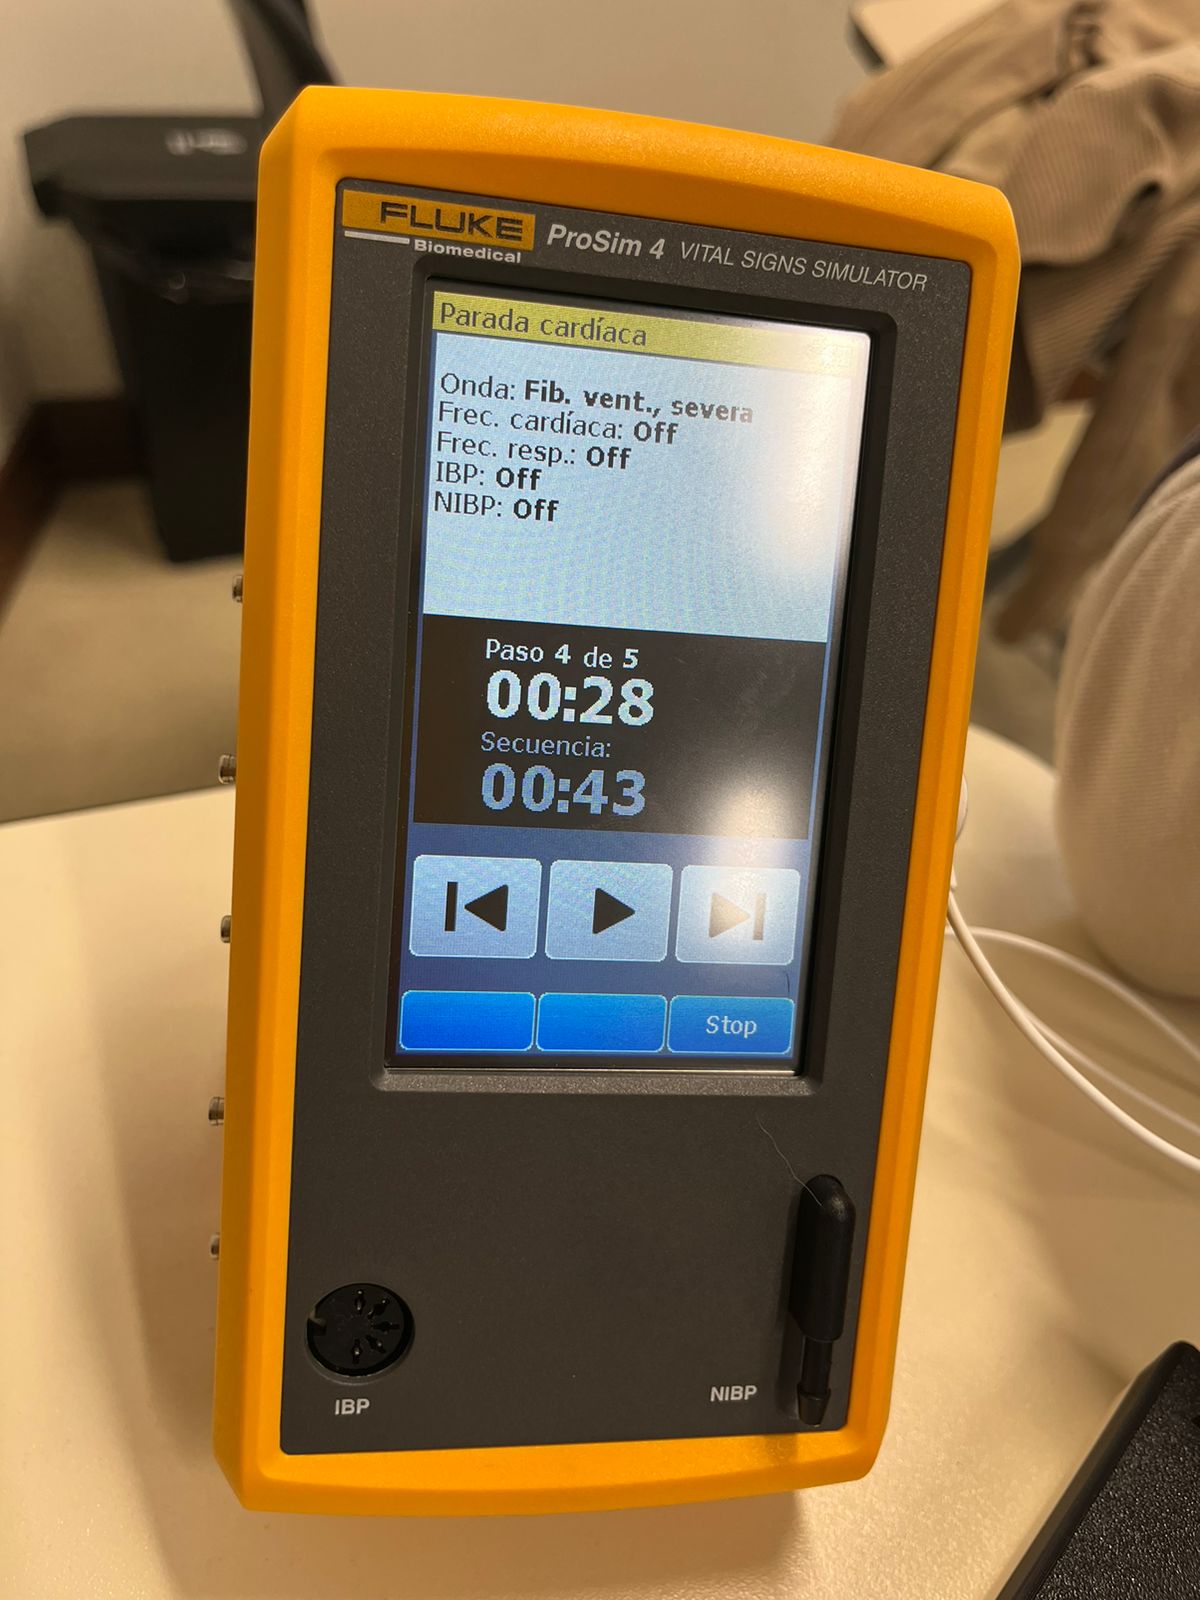 FLUKE
Biomedical
ProSim 4 VITAL SIGNS SIMULATOR
Parada cardíaca
Onda: Fib. vent., severa
Frec. cardíaca: Off
Frec. resp.: Off
IBP: Off
NIBP: Off
Paso 4 de 5
00:28
Secuencia:
00:43
Stop
IBP
NIBP